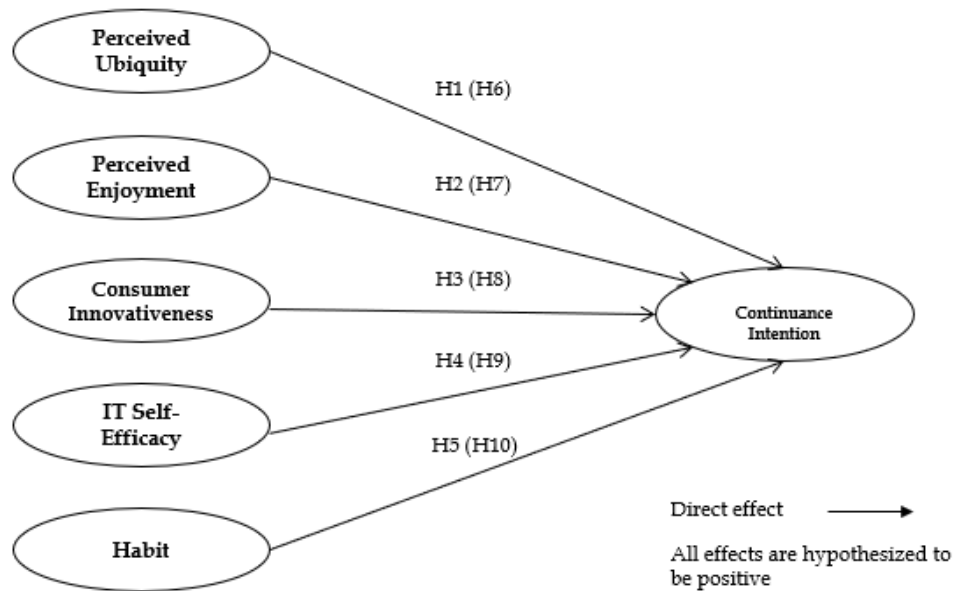 Perceived
Ubiquity
H1 (H6)
Perceived
Enjoyment
H2 (H7)
Consumer
Innovativeness
H3 (H8)
Continuance
Intention
IT Self-
Efficacy
H4 (H9)
H5 (H10)
Habit
Direct effect
All effects are hypothesized to
be positive